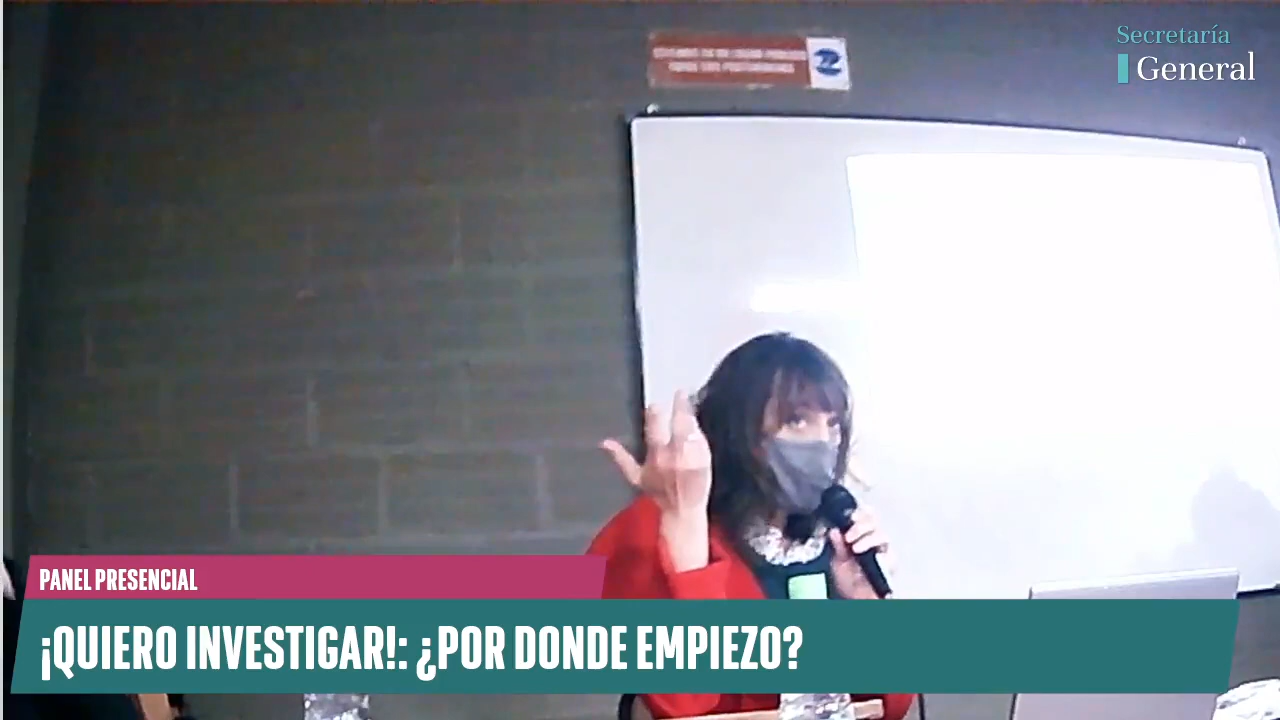 Secretaría
General
PANEL PRESENCIAL
¡QUIERO INVESTIGAR!: ¿POR DONDE EMPIEZO?